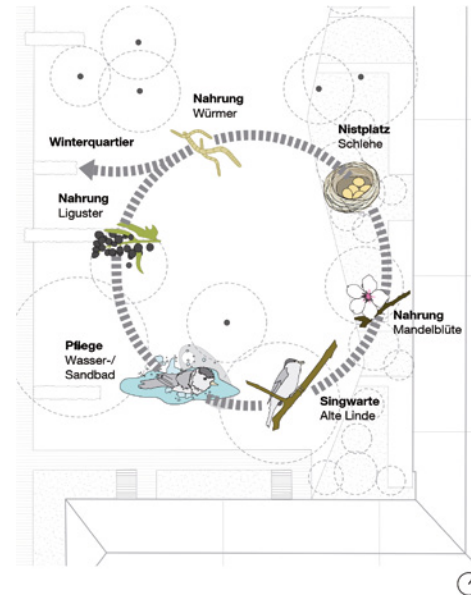 Nahrung
Würmer
Nistplatz
Schlehe
Winterquartier
Nahrung
Liguster
Nahrung
Mandelblüte
Pflege
Wasser-/
Sandbad
Singwarte
Alte Linde